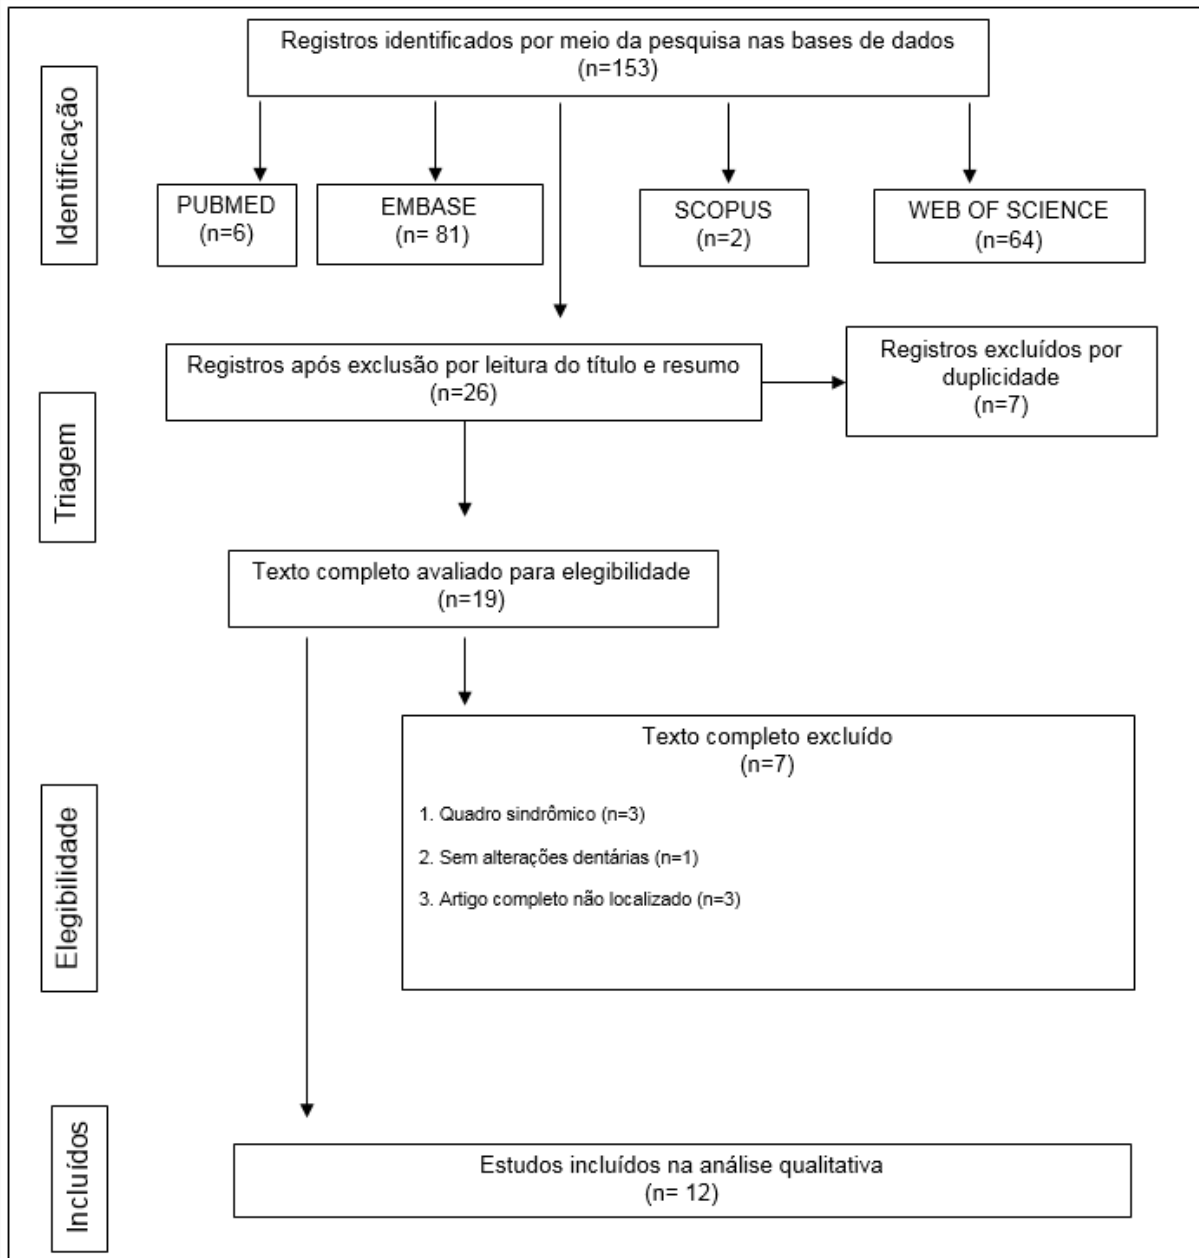 Registros identificados por meio da pesquisa nas bases de dados
(n=153)
Identificação
PUBMED
(n=6)
EMBASE
(n= 81)
SCOPUS
(n=2)
WEB OF SCIENCE
(n=64)
Registros após exclusão por leitura do título e resumo
(n=26)
Registros excluídos por
duplicidade
(n=7)
Triagem
Texto completo avaliado para elegibilidade
(n=19)
Texto completo excluído
(n=7)
1. Quadro sindrômico (n=3)
2. Sem alterações dentárias (n=1)
3. Artigo completo não localizado (n=3)
Elegibilidade
Incluídos
Estudos incluídos na análise qualitativa
(n= 12)